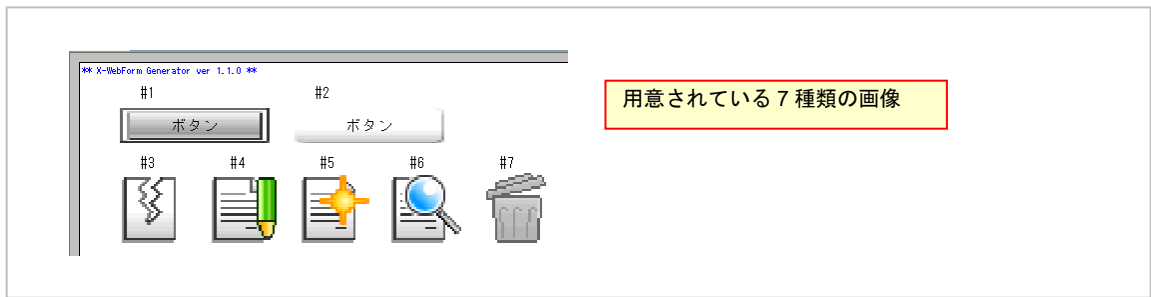 ** X-WebForm Generator ver 1.1.0 **
#1 #2
ボタン ボタン
#3 #4 #5 #6 #7
用意されている7種類の画像